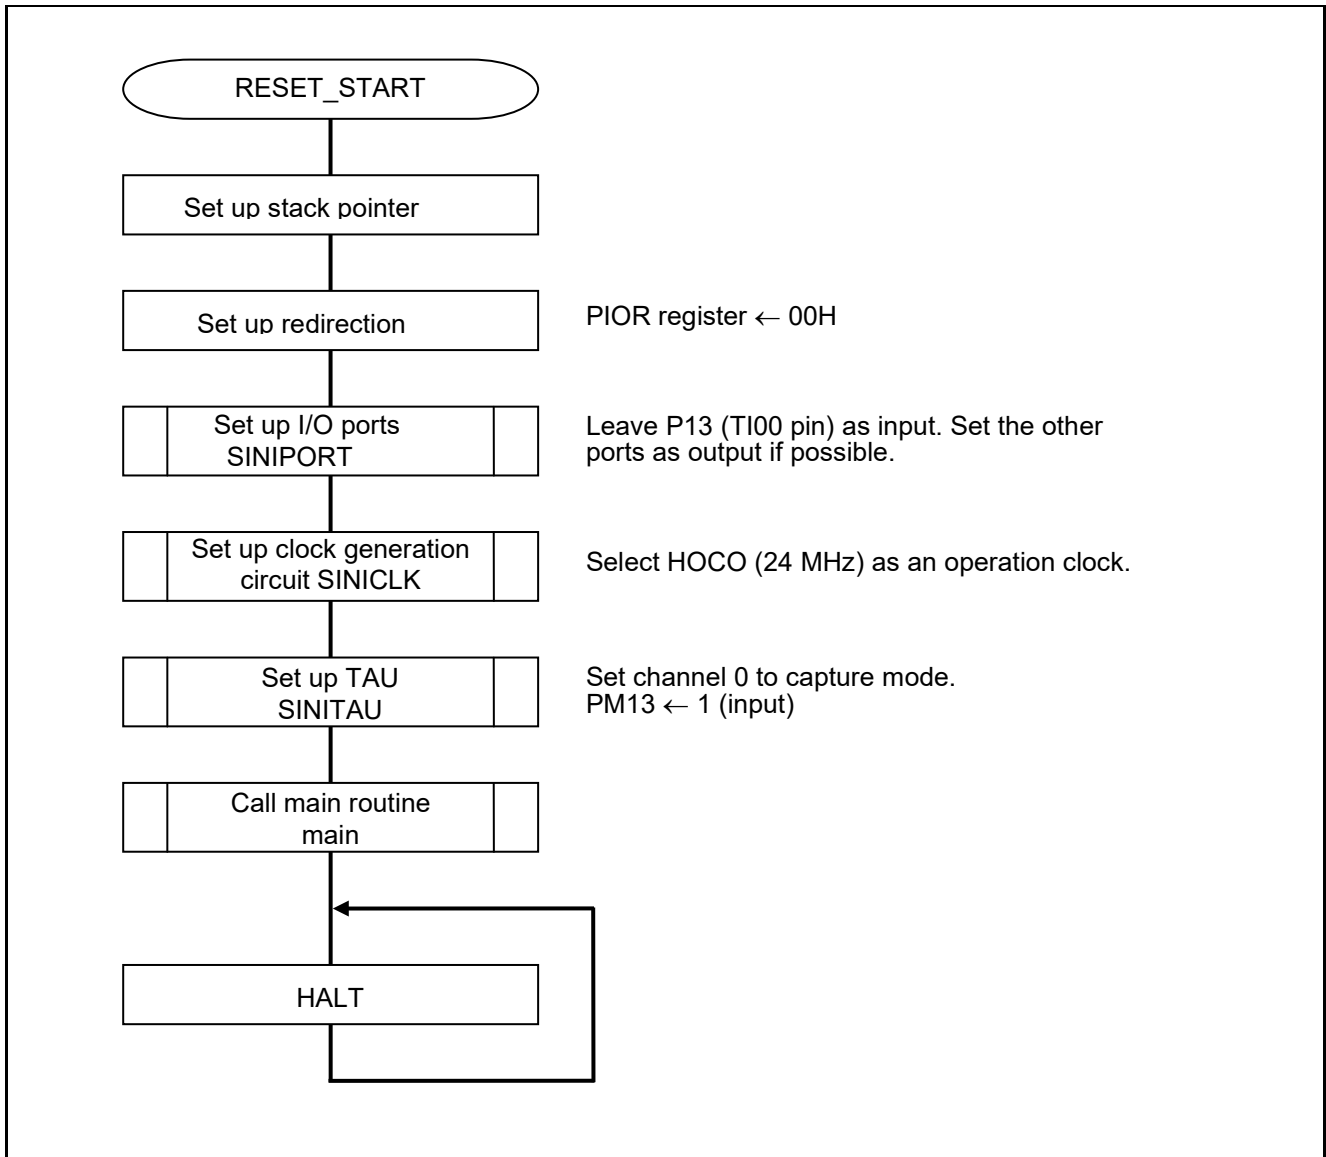 RESET_START
Set up stack pointer
Set up redirection
PIOR register ← 00H
Set up I/O ports
SINIPORT
Leave P13 (TI00 pin) as input. Set the other
ports as output if possible.
Set up clock generation
circuit SINICLK
Select HOCO (24 MHz) as an operation clock.
Set up TAU
SINITAU
Set channel 0 to capture mode.
PM13 ← 1 (input)
Call main routine
main
HALT